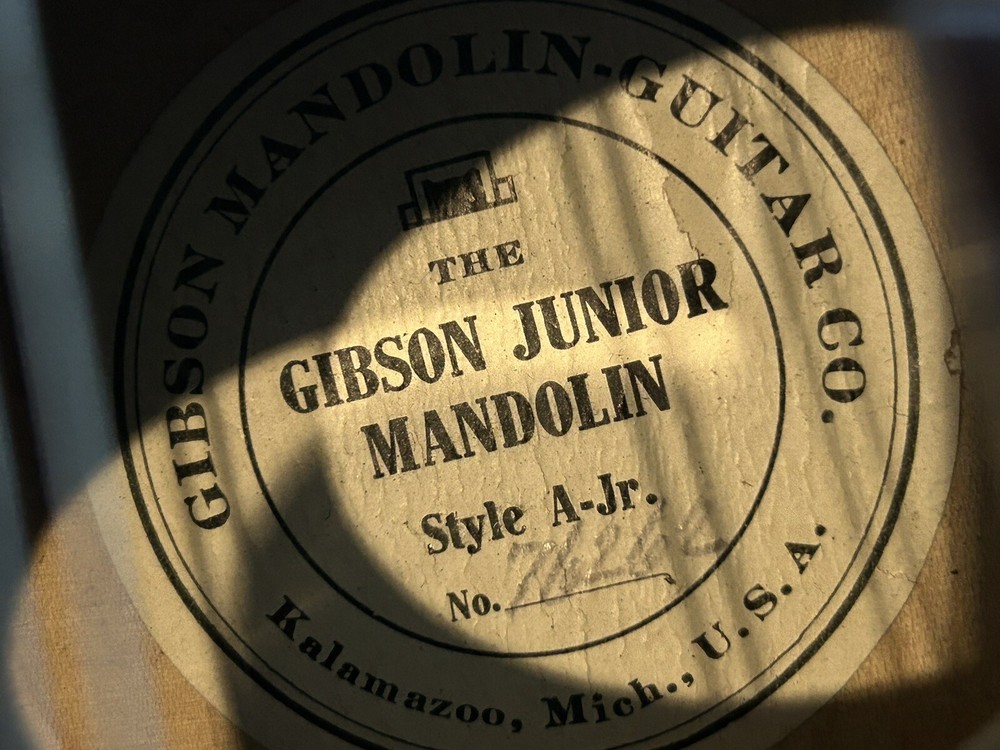 GIBSON MANDOLIN-GUITAR CO.
THE
GIBSON JUNIOR
MANDOLIN
Style A-Jr.
No.
Kalamazoo, Mich., U.S.A.